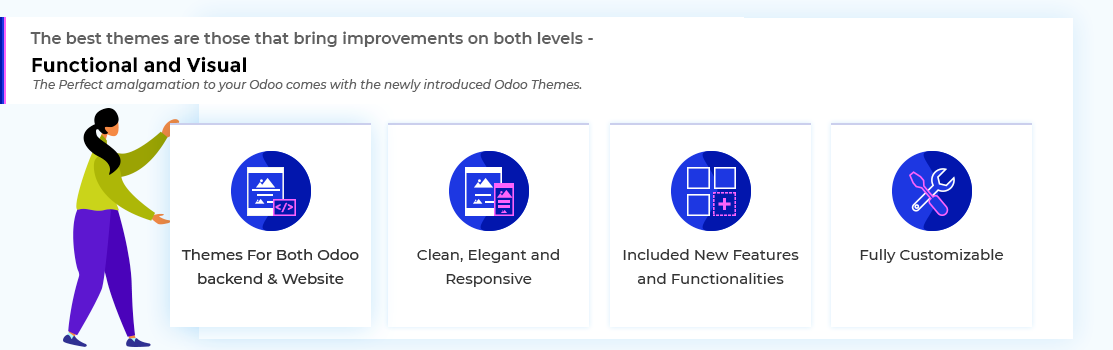 The best themes are those that bring improvements on both levels -
Functional and Visual
The Perfect amalgamation to your Odoo comes with the newly introduced Odoo Themes.
Themes For Both Odoo
backend & Website
Clean, Elegant and
Responsive
Included New Features
and Functionalities
Fully Customizable